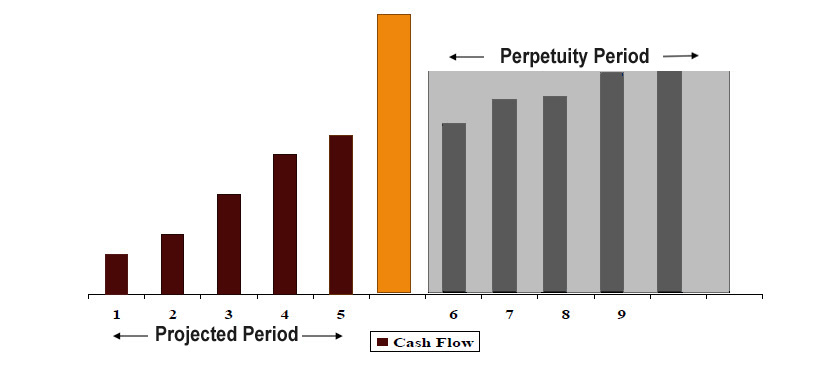 Perpetuity Period
1 2 3 4 5 6 7 8 9
Projected Period
Cash Flow